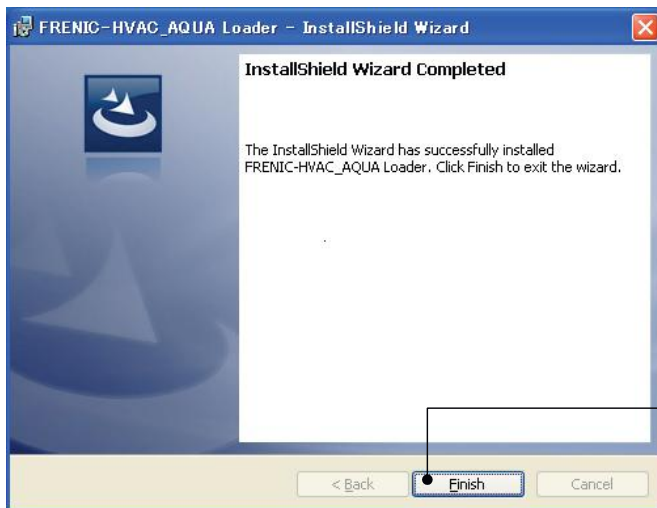 FRENIC-HVAC_AQUA Loader - InstallShield Wizard
InstallShield Wizard Completed
The InstallShield Wizard has successfully installed
FRENIC-HVAC_AQUA Loader. Click Finish to exit the wizard.
< Back
Finish
Cancel